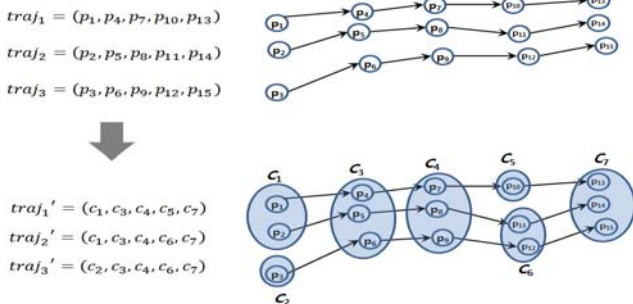 traj₁ = (p₁, p₄, p₇, p₁₀, p₁₃)
p₁ p₄ p₇ p₁₀ p₁₃
traj₂ = (p₂, p₅, p₈, p₁₁, p₁₄)
p₂ p₅ p₈ p₁₁ p₁₄
traj₃ = (p₃, p₆, p₉, p₁₂, p₁₅)
p₃ p₆ p₉ p₁₂ p₁₅
C₁ C₃ C₄ C₅ C₇
traj₁' = (c₁, c₃, c₄, c₅, c₇)
p₁ p₄ p₇ p₁₀ p₁₃
traj₂' = (c₁, c₃, c₄, c₆, c₇)
p₂ p₅ p₈ p₁₁ p₁₄
traj₃' = (c₂, c₃, c₄, c₆, c₇)
p₃ p₆ p₉ p₁₂ p₁₅
C₂ C₆